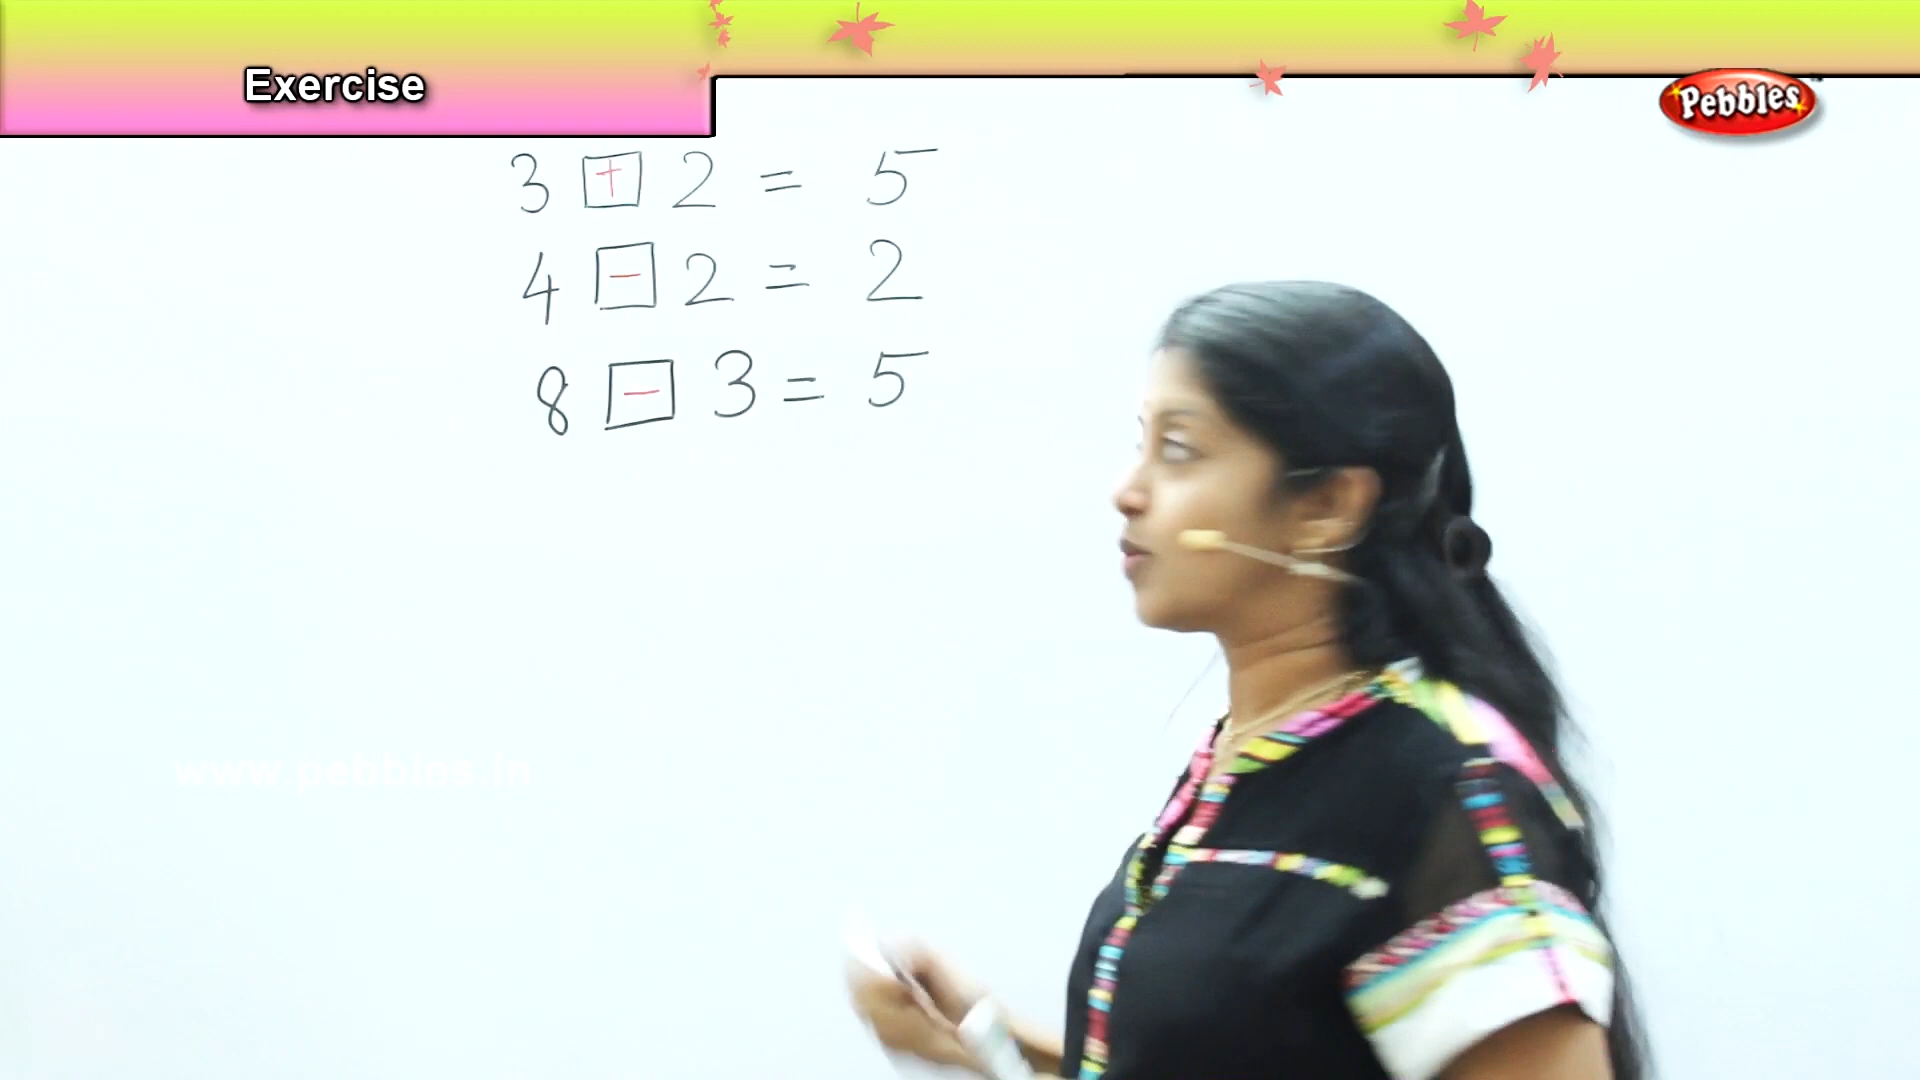 Exercise
Pebbles
3 + 2 = 5
4 - 2 = 2
8 - 3 = 5
www.pebbles.in